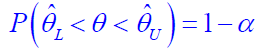 P(θ̂_L < θ < θ̂_U) = 1 − α